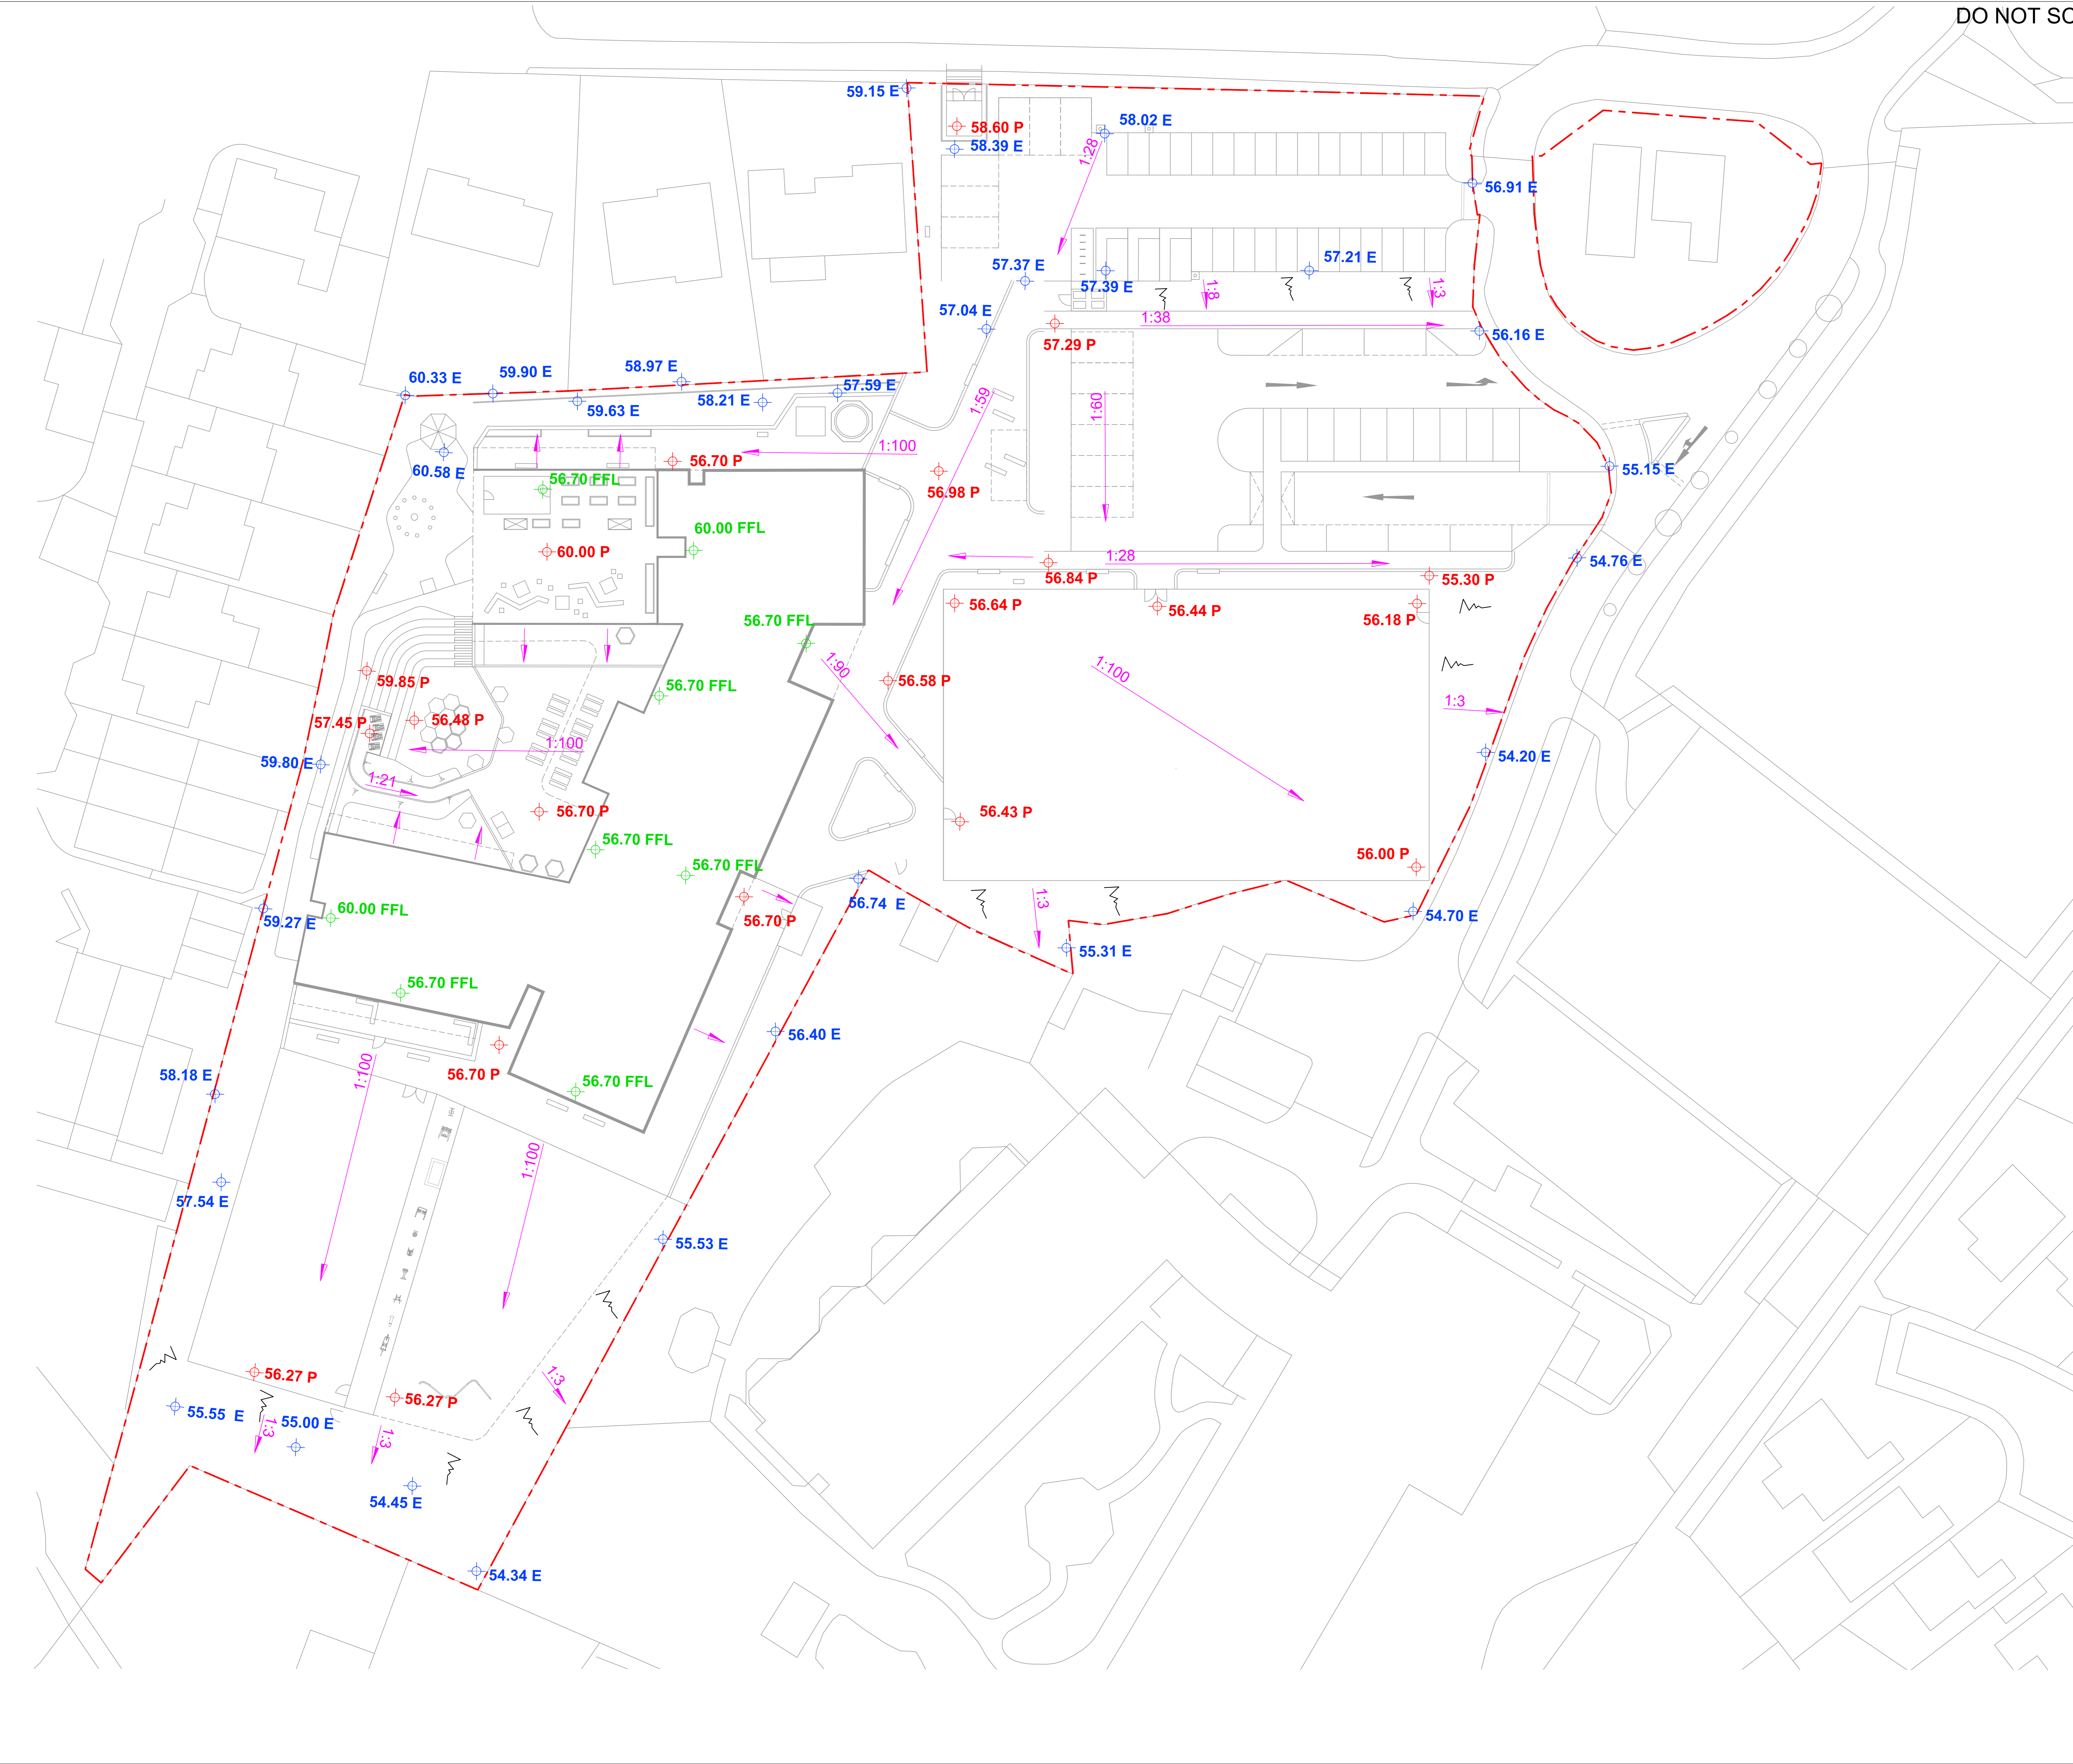 DO NOT SC
59.15 E
58.60 P
58.02 E
58.39 E
1:28
56.91 E
57.37 E
57.21 E
57.39 E
1:8
1:3
57.04 E
1:38
57.29 P
56.16 E
60.33 E
59.90 E
58.97 E
57.59 E
59.63 E
58.21 E
1:59
1:60
1:100
60.58 E
56.70 P
56.98 P
55.15 E
56.70 FFL
60.00 FFL
60.00 P
1:28
54.76 E
56.84 P
55.30 P
56.64 P
56.44 P
56.18 P
56.70 FFL
59.85 P
56.70 FFL
1:90
56.58 P
1:100
1:3
57.45 P
56.48 P
1:100
59.80 E
54.20 E
1:21
56.70 P
56.43 P
56.70 FFL
56.70 FFL
56.00 P
60.00 FFL
59.27 E
56.70 P
56.74 E
1:3
54.70 E
55.31 E
56.70 FFL
56.40 E
56.70 P
58.18 E
1:100
56.70 FFL
1:100
57.54 E
55.53 E
56.27 P
56.27 P
1:3
55.55 E
55.00 E
1:3
1:3
54.45 E
54.34 E